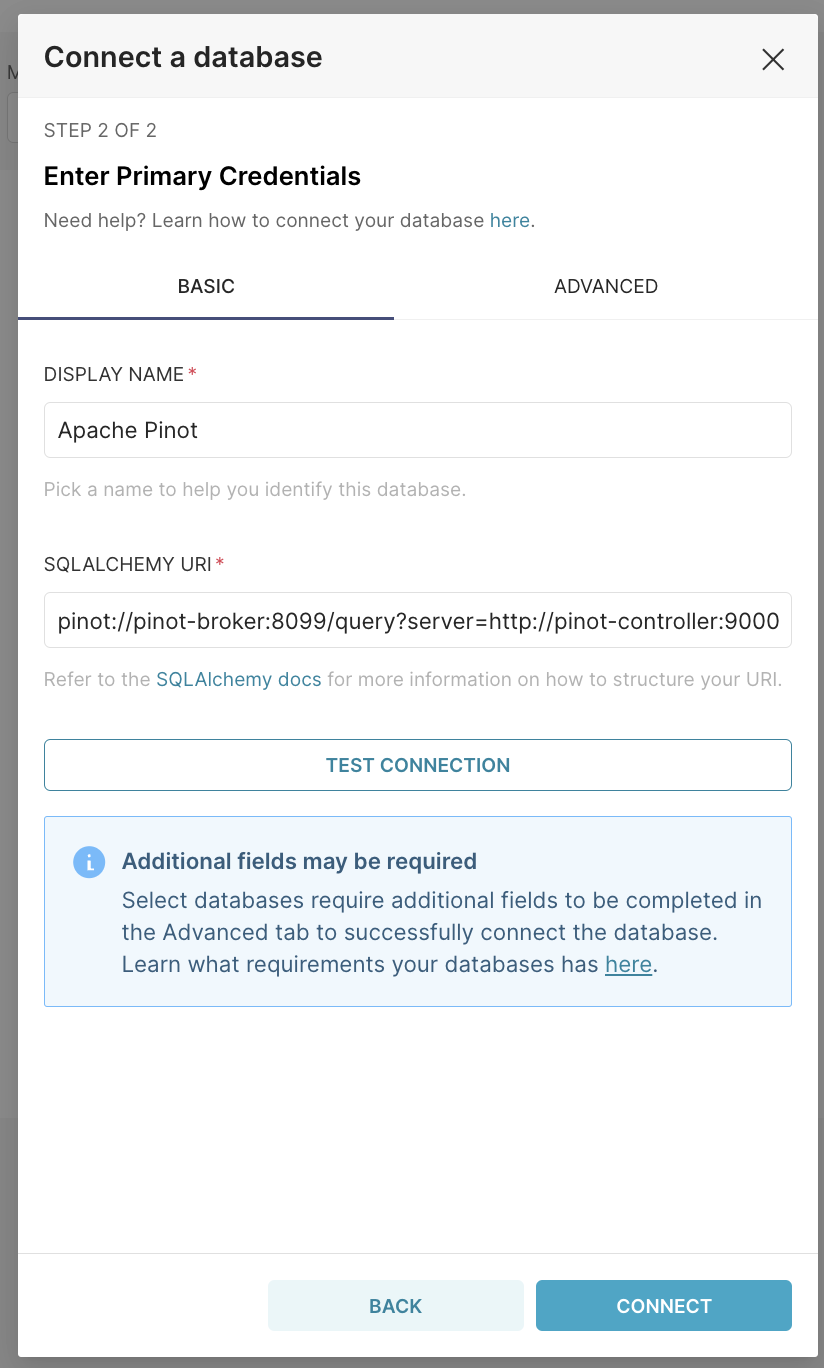 Connect a database
STEP 2 OF 2
Enter Primary Credentials
Need help? Learn how to connect your database here.
BASIC
ADVANCED
DISPLAY NAME *
Apache Pinot
Pick a name to help you identify this database.
SQLALCHEMY URI *
pinot://pinot-broker:8099/query?server=http://pinot-controller:9000
Refer to the SQLAlchemy docs for more information on how to structure your URI.
TEST CONNECTION
Additional fields may be required
Select databases require additional fields to be completed in
the Advanced tab to successfully connect the database.
Learn what requirements your databases has here.
BACK
CONNECT